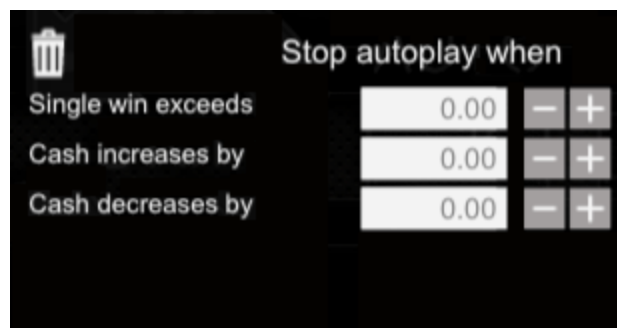 Stop autoplay when
Single win exceeds 0.00 − +
Cash increases by 0.00 − +
Cash decreases by 0.00 − +